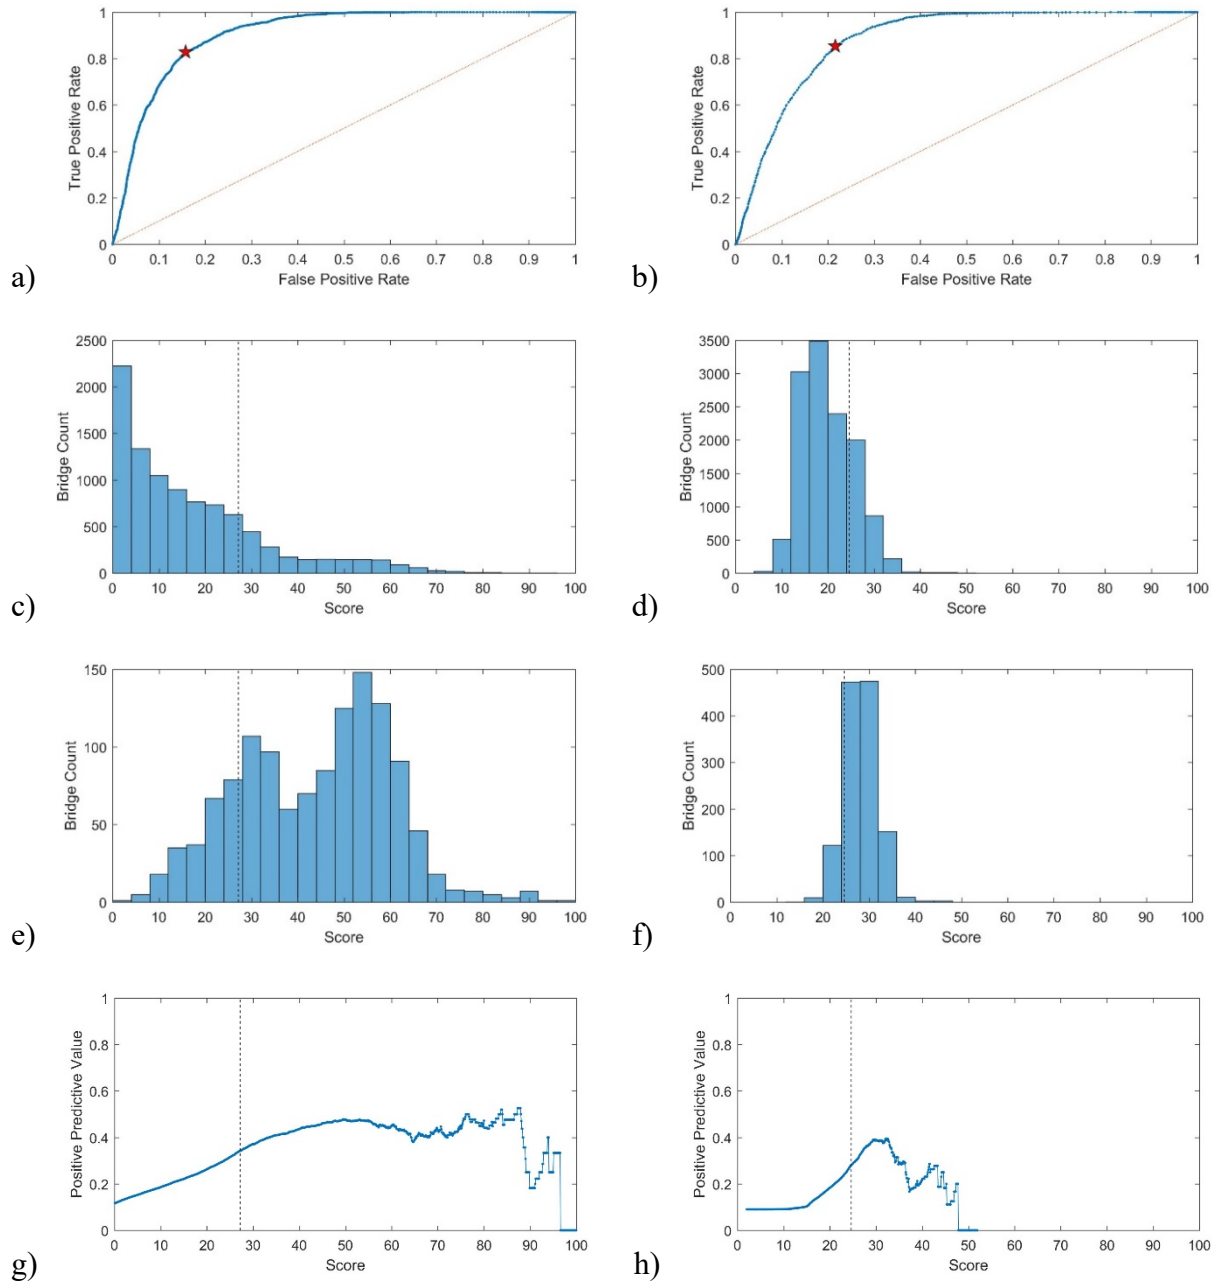 1
0.8
0.6
0.4
0.2
0
True Positive Rate
0 0.1 0.2 0.3 0.4 0.5 0.6 0.7 0.8 0.9 1
False Positive Rate
a)
1
0.8
0.6
0.4
0.2
0
True Positive Rate
0 0.1 0.2 0.3 0.4 0.5 0.6 0.7 0.8 0.9 1
False Positive Rate
b)
2500
2000
1500
1000
500
0
Bridge Count
0 10 20 30 40 50 60 70 80 90 100
Score
c)
3500
3000
2500
2000
1500
1000
500
0
Bridge Count
0 10 20 30 40 50 60 70 80 90 100
Score
d)
150
100
50
0
Bridge Count
0 10 20 30 40 50 60 70 80 90 100
Score
e)
500
400
300
200
100
0
Bridge Count
0 10 20 30 40 50 60 70 80 90 100
Score
f)
1
0.8
0.6
0.4
0.2
0
Positive Predictive Value
0 10 20 30 40 50 60 70 80 90 100
Score
g)
1
0.8
0.6
0.4
0.2
0
Positive Predictive Value
0 10 20 30 40 50 60 70 80 90 100
Score
h)